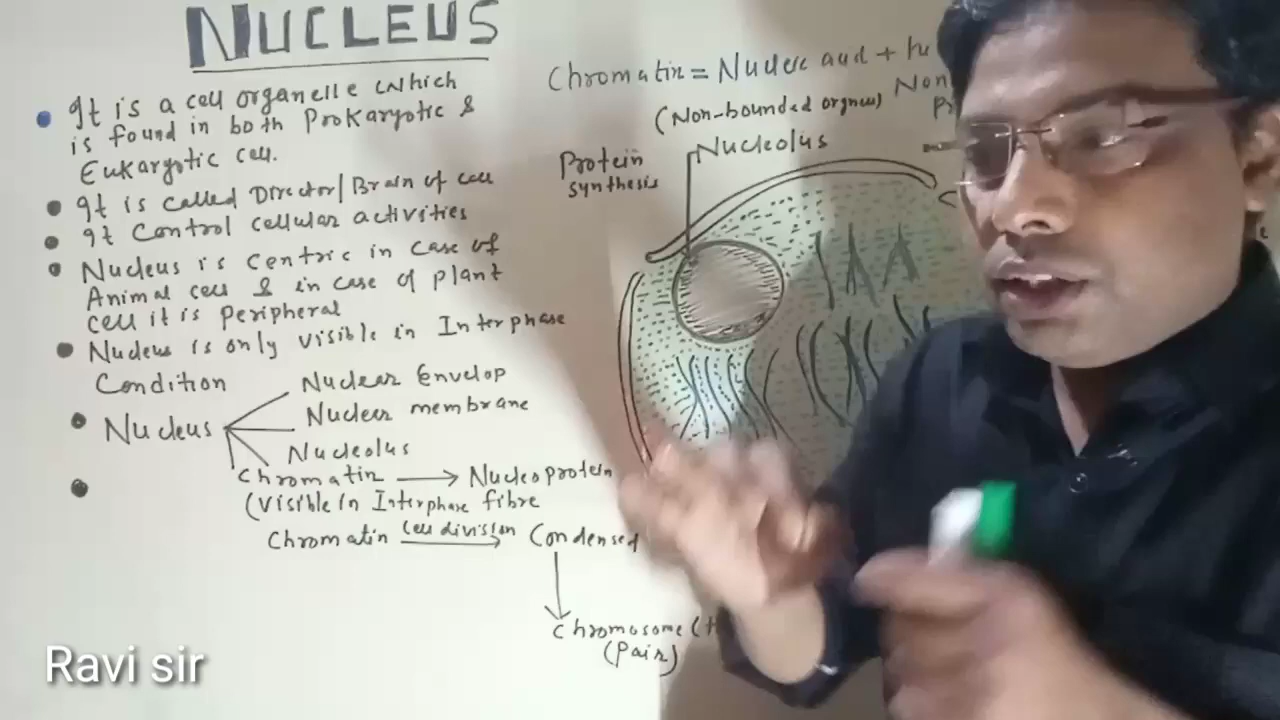 NUCLEUS
It is a cell organelle which
is found in both Prokaryotic &
Eukaryotic cell.
It is called Director/Brain of cell
It Control cellular activities
Nucleus is centric in case of
Animal cell & in case of plant
cell it is peripheral
Nucleus is only visible in Interphase
Condition
Nucleus
Nuclear Envelop
Nuclear membrane
Nucleolus
Chromatin → Nucleoprotein
(Visible in Interphase fibre
Chromatin cell division → Condensed
Chromosome (
(Pair)
Chromatin = Nucleic acid +
(Non-bounded orgnus) Non
Nucleolus
Protein
synthesis
Ravi sir